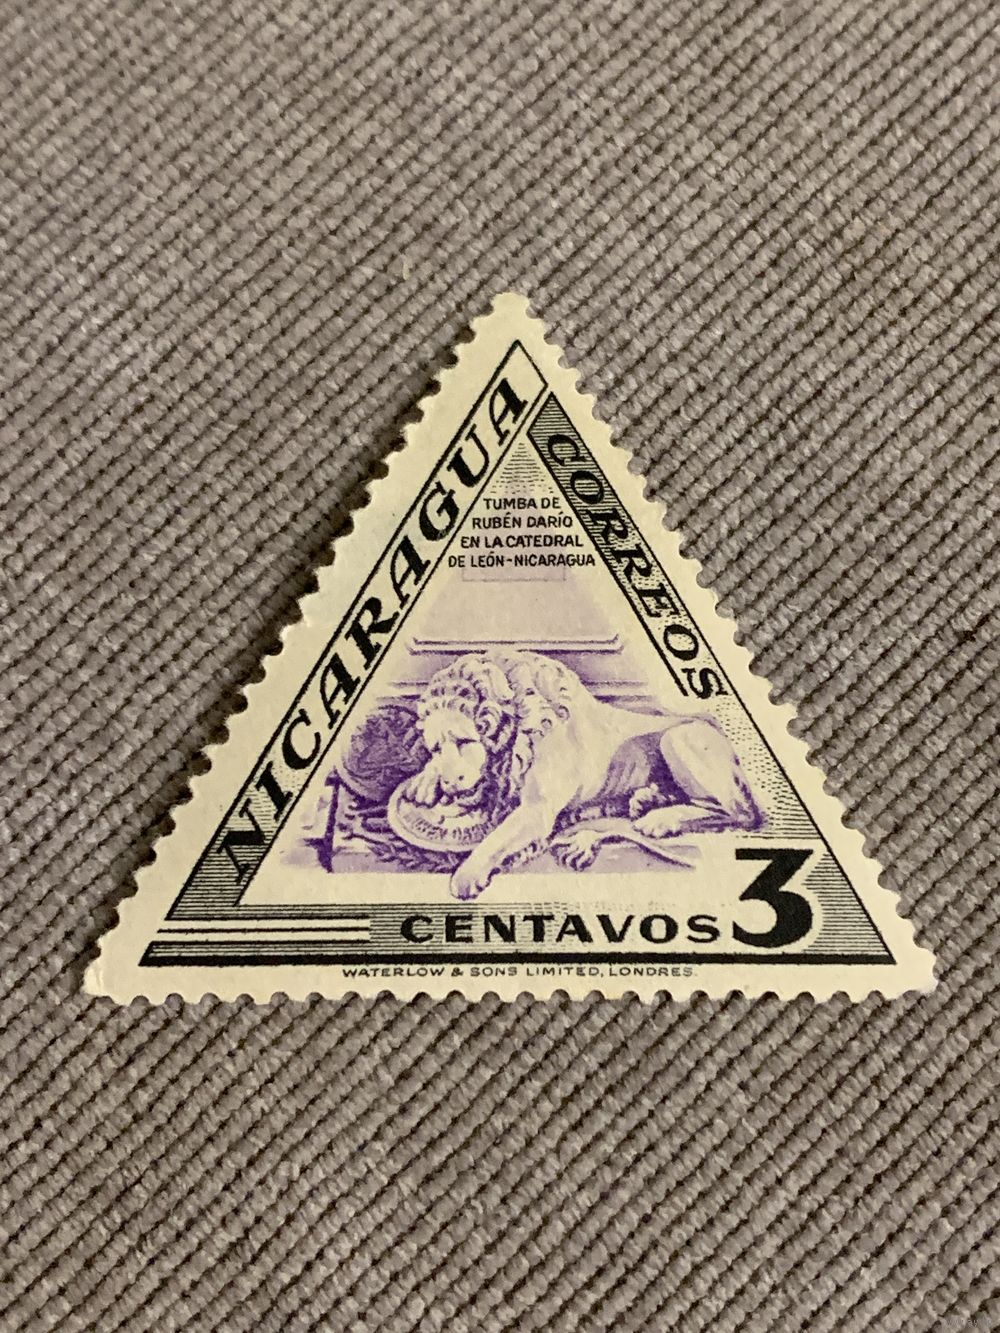 NICARAGUA
CORREOS
TUMBA DE
RUBÉN DARÍO
EN LA CATEDRAL
DE LEÓN-NICARAGUA
CENTAVOS 3
WATERLOW & SONS LIMITED, LONDRES.